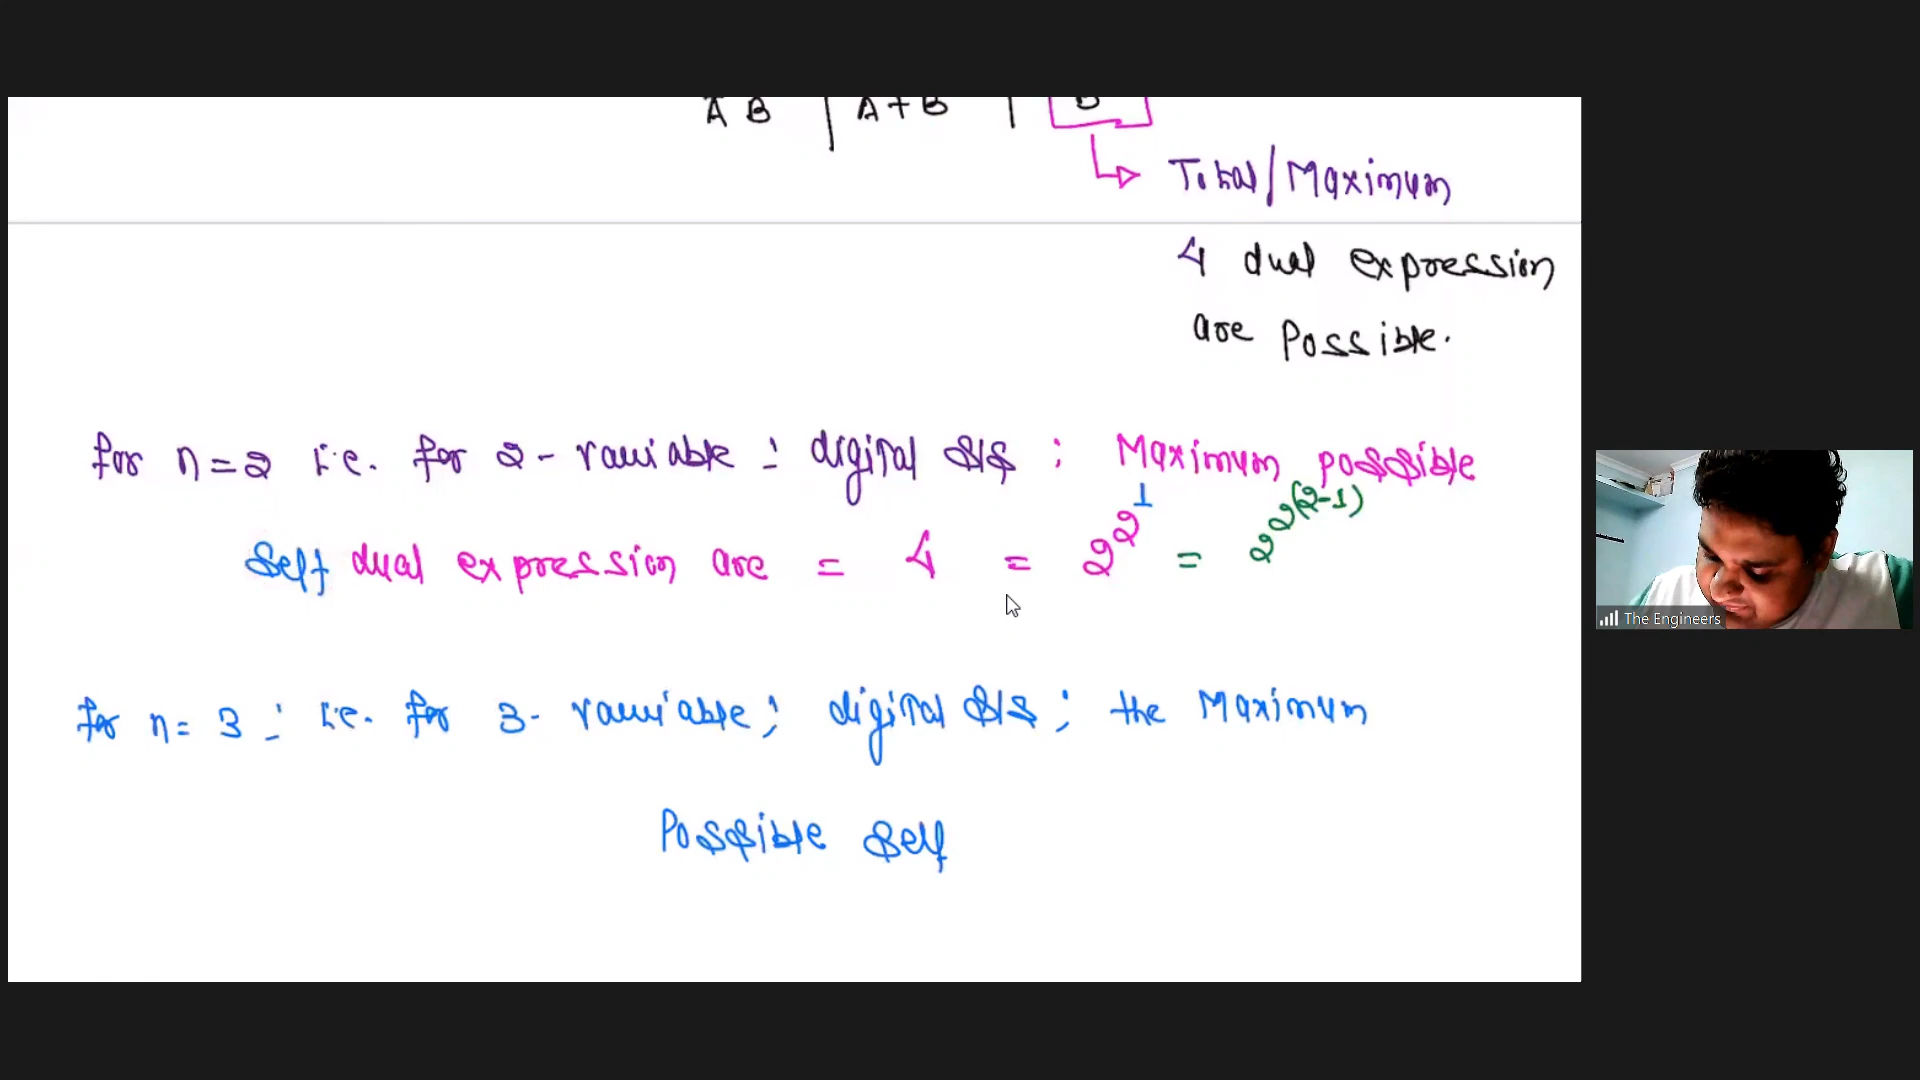 A B | A + B |
Total/Maximum
4 dual expression
are possible.
for n=2 i.e. for 2-variable : digital S/S : Maximum possible
Self dual expression are = 4 = 2^2^1 = 2^2^(2-1)
for n=3 : i.e. for 3-variable; digital S/S; the Maximum
Possible Self
The Engineers